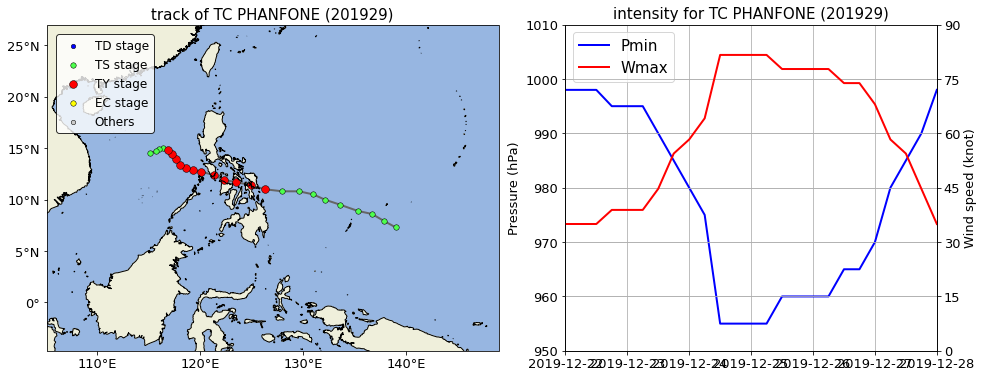 track of TC PHANFONE (201929)
TD stage
TS stage
TY stage
EC stage
Others
25°N
20°N
15°N
10°N
5°N
0°
110°E 120°E 130°E 140°E
intensity for TC PHANFONE (201929)
Pmin
Wmax
1010
1000
990
980
970
960
950
Pressure (hPa)
90
75
60
45
30
15
0
Wind speed (knot)
2019-12-22 2019-12-23 2019-12-24 2019-12-25 2019-12-26 2019-12-27 2019-12-28